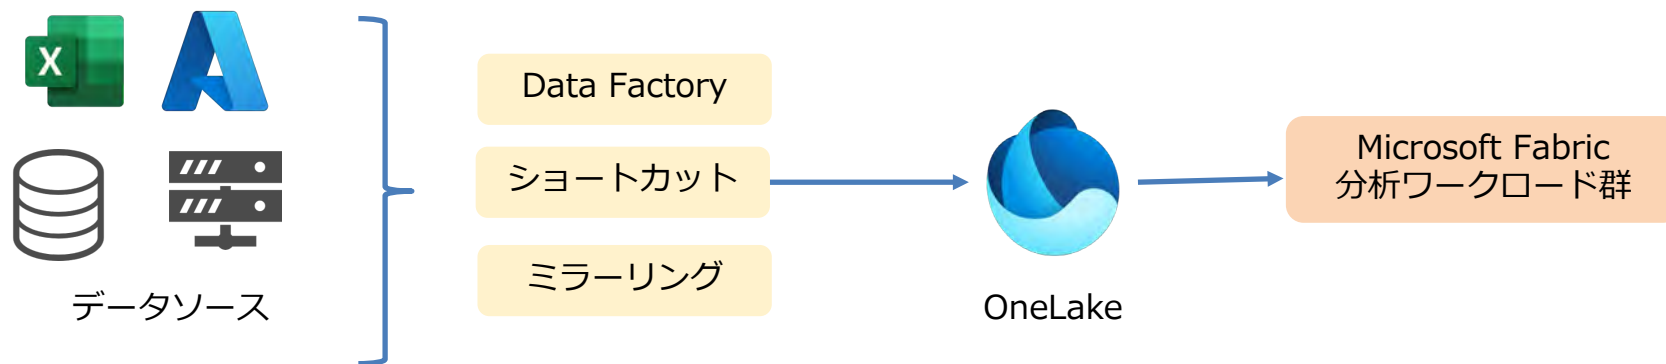 X
データソース
Data Factory
ショートカット
ミラーリング
OneLake
Microsoft Fabric
分析ワークロード群